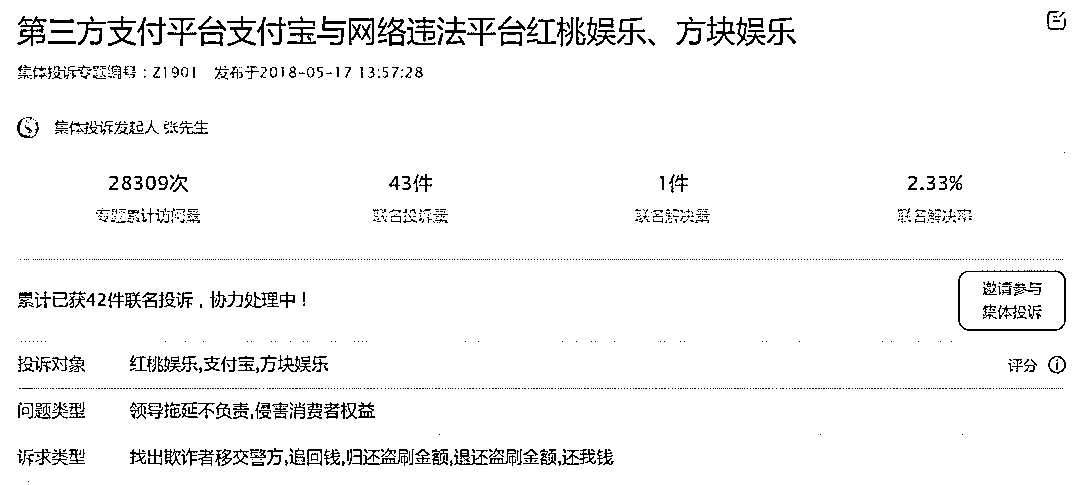 第三方支付平台支付宝与网络违法平台红桃娱乐、方块娱乐
集体投诉专题编号：Z1901 发布于2018-05-17 13:57:28
集体投诉发起人 张先生
28309次 43件 1件 2.33%
专题累计访问量 联名投诉量 联名解决量 联名解决率
累计已获42件联名投诉，协力处理中！
邀请参与
集体投诉
投诉对象 红桃娱乐,支付宝,方块娱乐 评分
问题类型 领导拖延不负责,侵害消费者权益
诉求类型 找出欺诈者移交警方,追回钱,归还盗刷金额,退还盗刷金额,还我钱